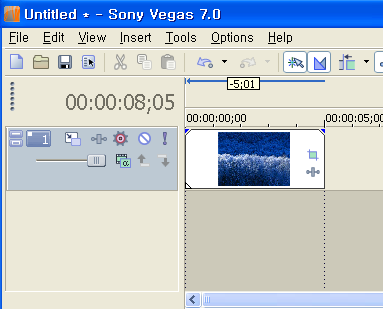 Untitled * - Sony Vegas 7.0
File Edit View Insert Tools Options Help
-5;01
00:00:08;05
00:00:00;00 00:00:05;00
1